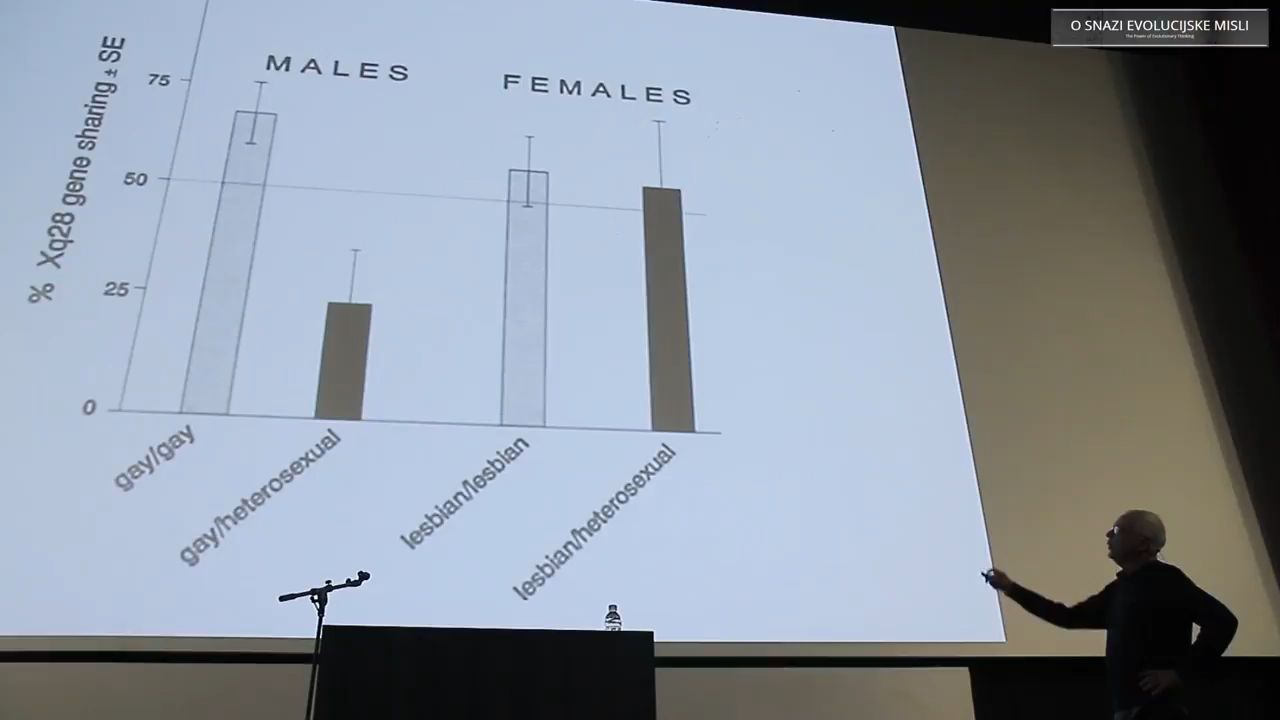 O SNAZI EVOLUCIJSKE MISLI
The Power of Evolutionary Thinking
MALES
FEMALES
% Xq28 gene sharing ± SE
75
50
25
0
gay/gay
gay/heterosexual
lesbian/lesbian
lesbian/heterosexual